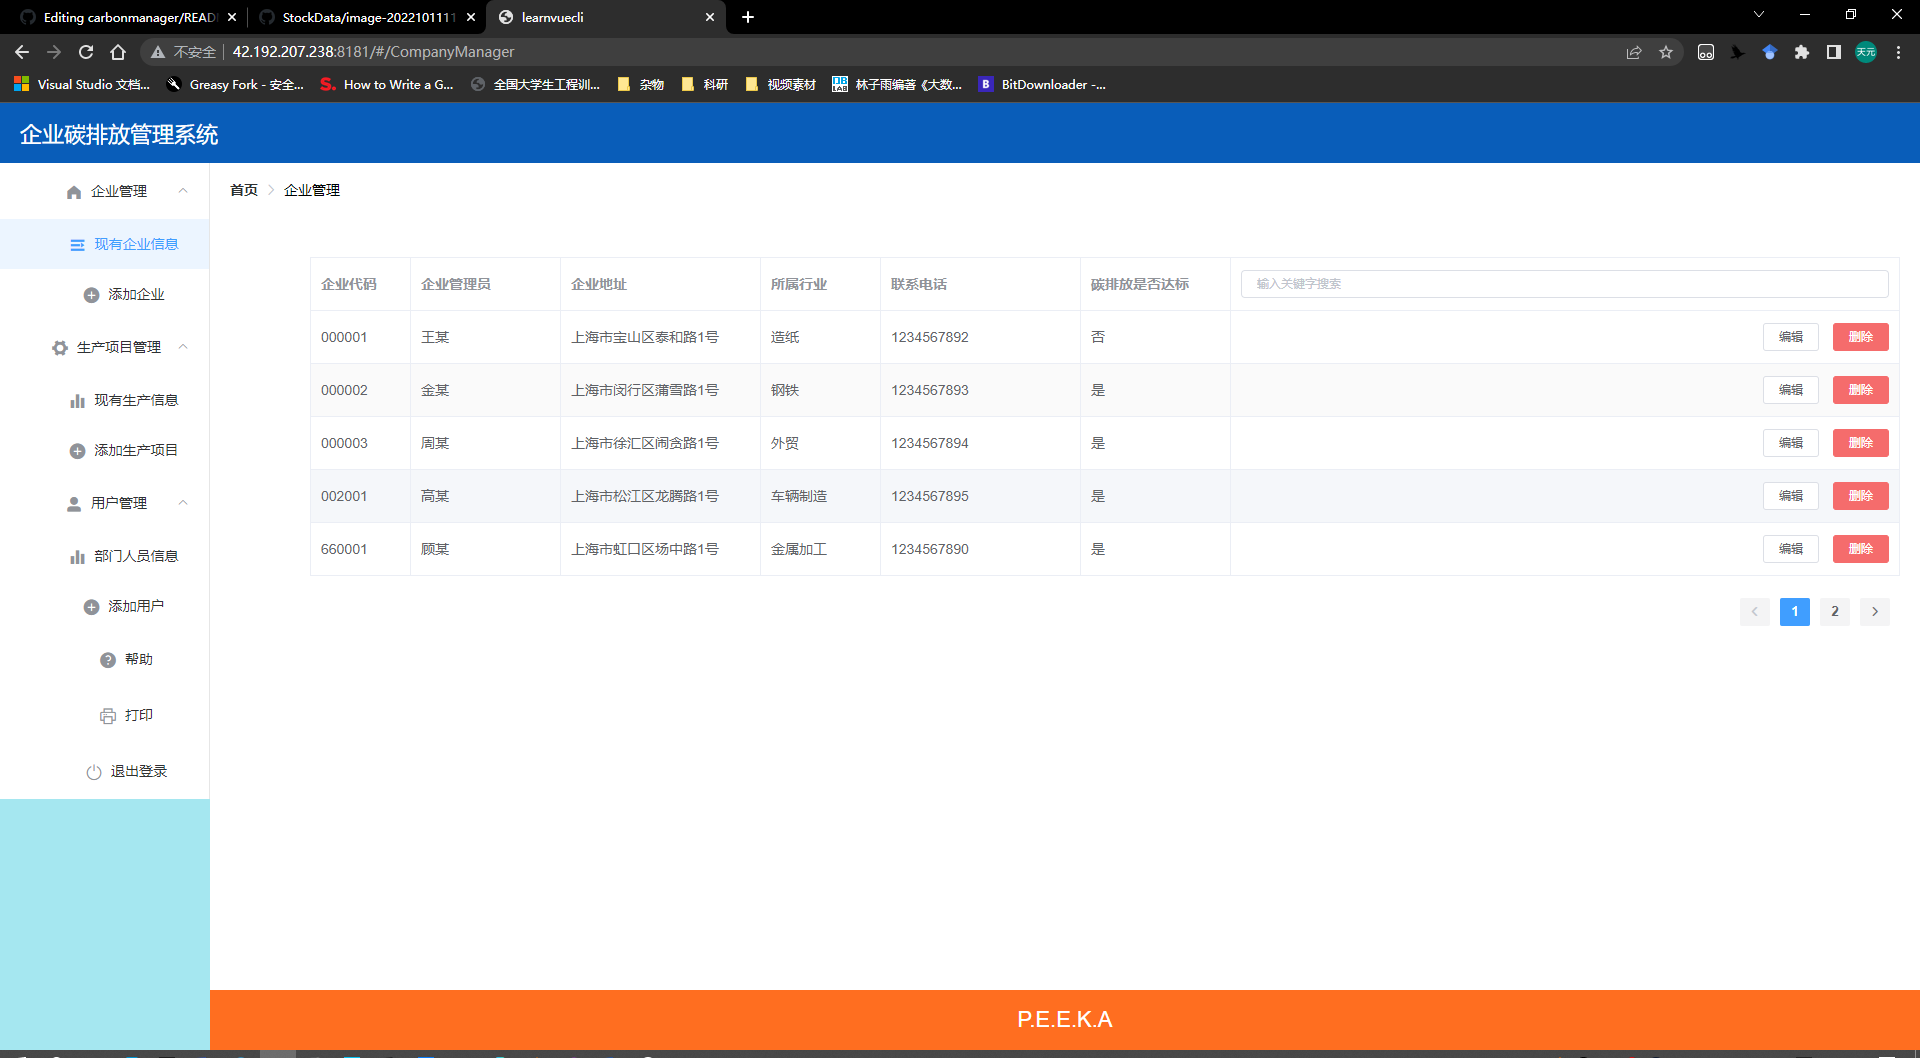 Editing carbonmanager/READ
StockData/image-2022101111
learnvuecli
不安全
42.192.207.238:8181/#/CompanyManager
天元
Visual Studio 文档...
Greasy Fork - 安全...
How to Write a G...
全国大学生工程训...
杂物
科研
视频素材
林子雨编著《大数...
BitDownloader -...
企业碳排放管理系统
企业管理
现有企业信息
添加企业
生产项目管理
现有生产信息
添加生产项目
用户管理
部门人员信息
添加用户
帮助
打印
退出登录
首页 企业管理
企业代码 企业管理员 企业地址 所属行业 联系电话 碳排放是否达标 输入关键字搜索
000001 王某 上海市宝山区泰和路1号 造纸 1234567892 否 编辑 删除
000002 金某 上海市闵行区蒲雪路1号 钢铁 1234567893 是 编辑 删除
000003 周某 上海市徐汇区闹贪路1号 外贸 1234567894 是 编辑 删除
002001 高某 上海市松江区龙腾路1号 车辆制造 1234567895 是 编辑 删除
660001 顾某 上海市虹口区场中路1号 金属加工 1234567890 是 编辑 删除
1 2
P.E.E.K.A